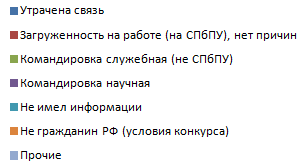 Утрачена связь
Загруженность на работе (на СПбПУ), нет причин
Командировка служебная (не СПбПУ)
Командировка научная
Не имел информации
Не гражданин РФ (условия конкурса)
Прочие